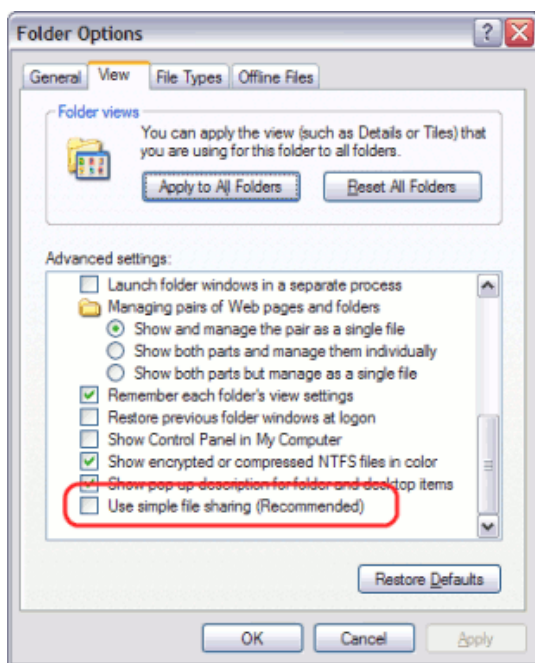 Folder Options
General View File Types Offline Files
Folder views
You can apply the view (such as Details or Tiles) that
you are using for this folder to all folders.
Apply to All Folders Reset All Folders
Advanced settings:
Launch folder windows in a separate process
Managing pairs of Web pages and folders
Show and manage the pair as a single file
Show both parts and manage them individually
Show both parts but manage as a single file
Remember each folder's view settings
Restore previous folder windows at logon
Show Control Panel in My Computer
Show encrypted or compressed NTFS files in color
Show pop-up description for folder and desktop items
Use simple file sharing (Recommended)
Restore Defaults
OK Cancel Apply